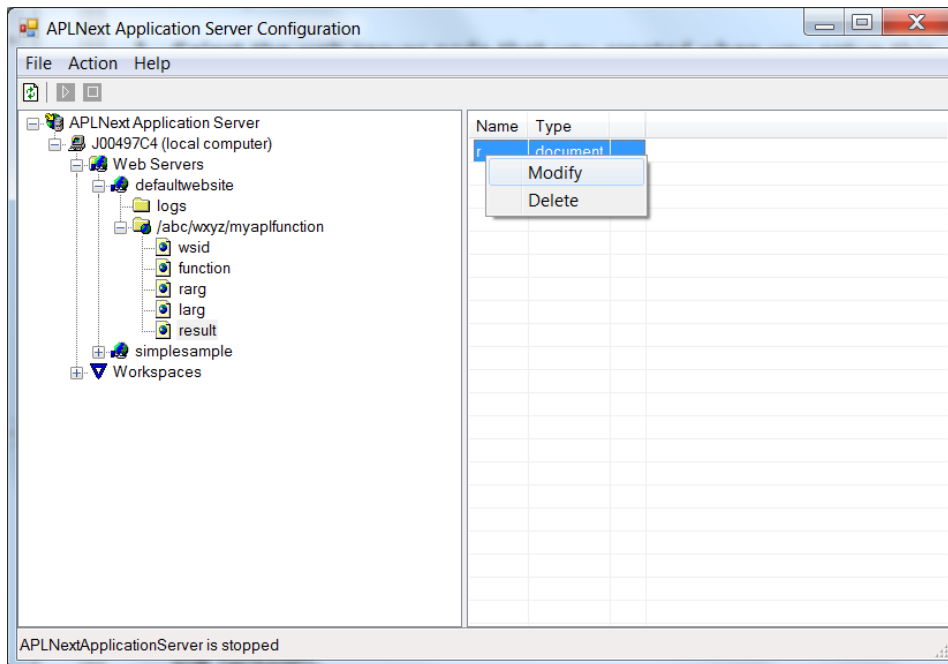 APLNext Application Server Configuration
File Action Help
APLNext Application Server
J00497C4 (local computer)
Web Servers
defaultwebsite
logs
/abc/wxyz/myaplfunction
wsid
function
rarg
larg
result
simplesample
Workspaces
Name Type
r document
Modify
Delete
APLNextApplicationServer is stopped